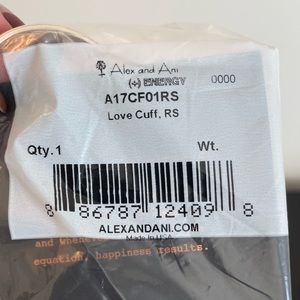 Alex and Ani
(+) ENERGY
0000
A17CF01RS
Love Cuff, RS
Qty. 1 Wt.
8 86787 12409 8
ALEXANDANI.COM
Made in USA
and whenever
equation, happiness results.